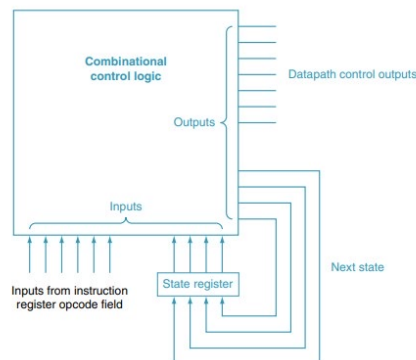 Combinational
control logic
Datapath control outputs
Outputs
Inputs
Inputs from instruction
register opcode field
State register
Next state